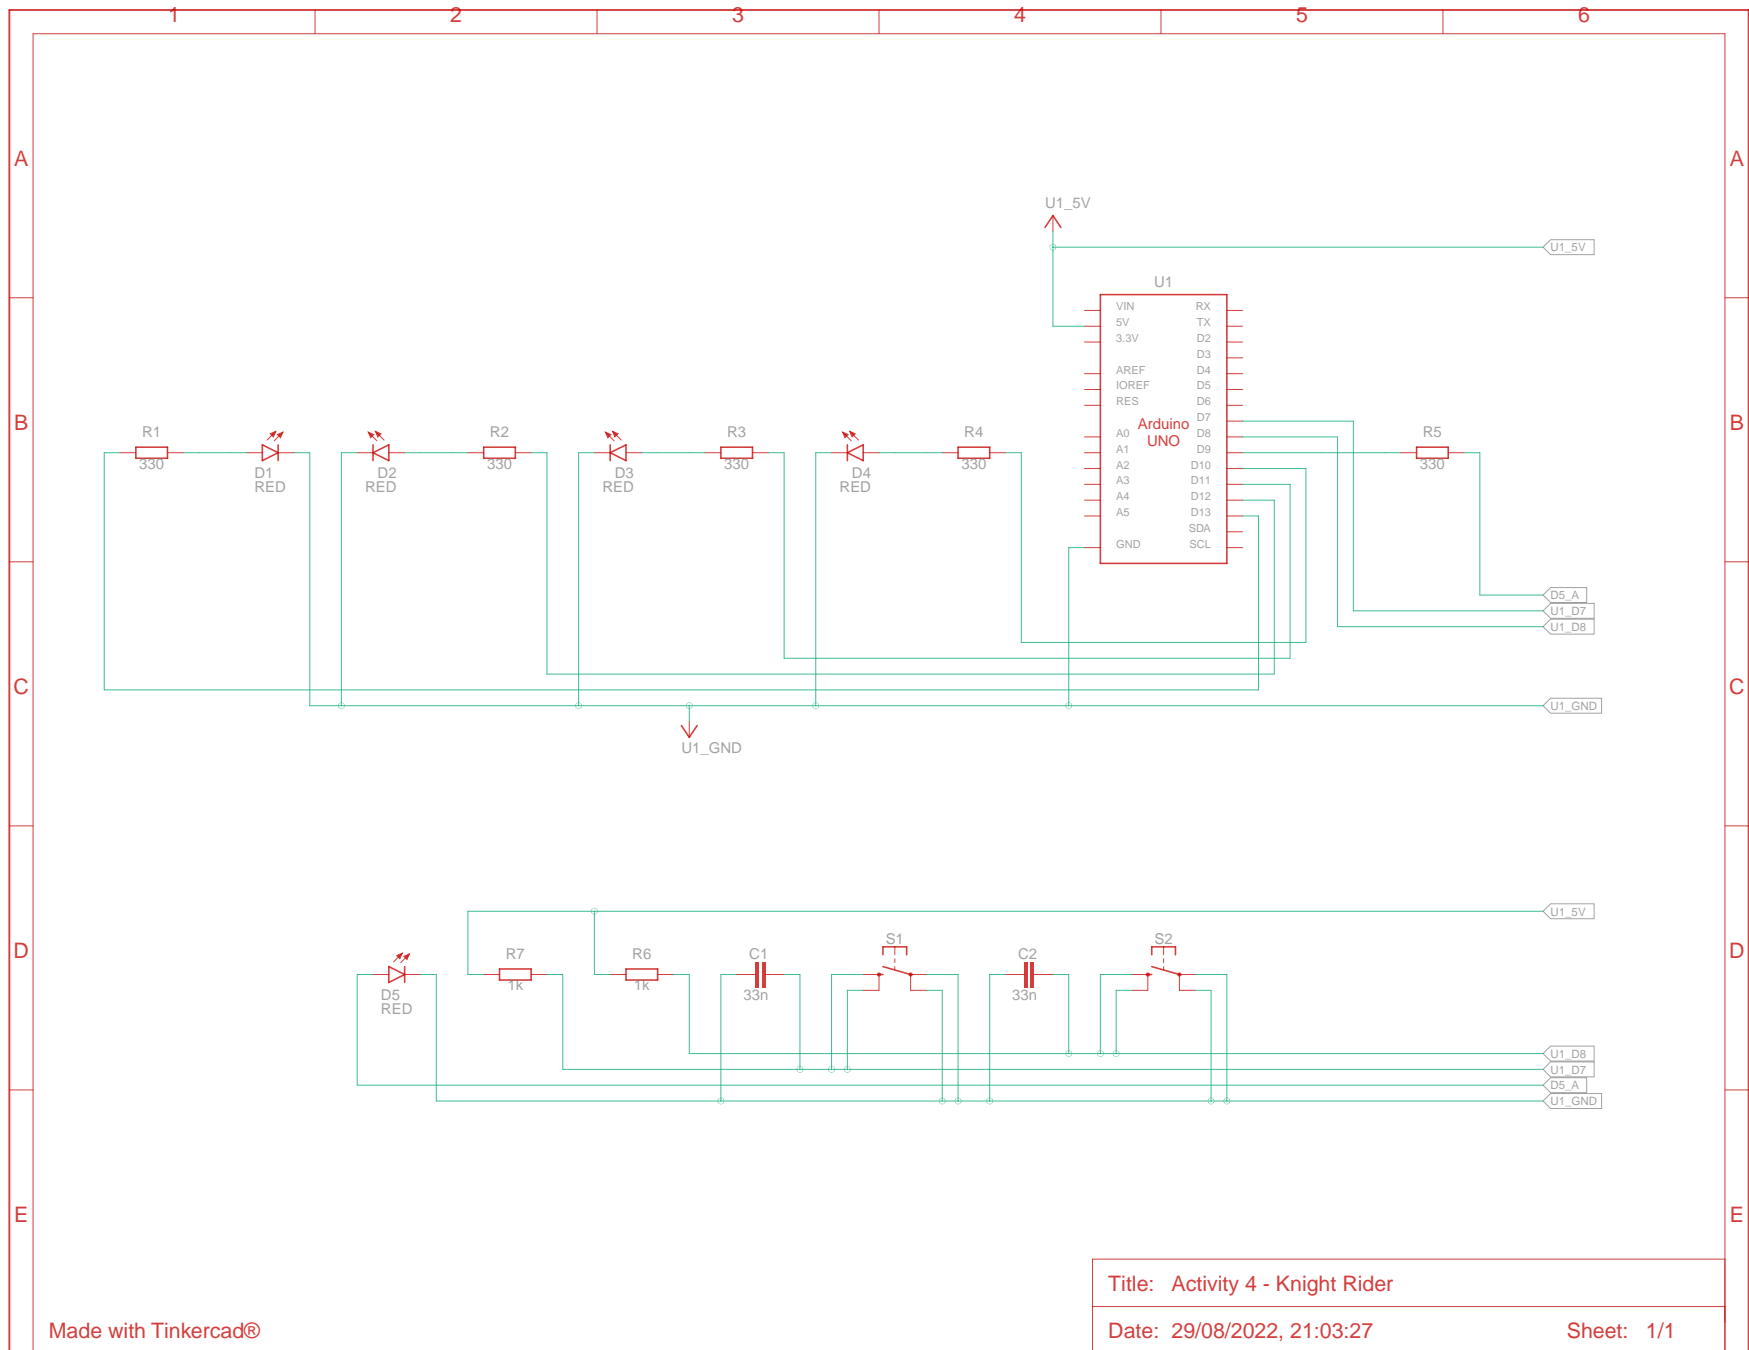 1 2 3 4 5 6
A A
U1_5V
U1_5V
U1
VIN RX
5V TX
3.3V D2
D3
AREF D4
IOREF D5
RES D6
D7
Arduino
UNO
A0 D8
A1 D9
A2 D10
A3 D11
A4 D12
A5 D13
SDA
GND SCL
B B
R1 R2 R3 R4 R5
330 D1 D2 330 D3 330 D4 330 330
RED RED RED RED
D5_A
U1_D7
U1_D8
C C
U1_GND
U1_GND
U1_5V
D D
R7 R6 C1 S1 C2 S2
1k 1k
D5 33n 33n
RED
U1_D8
U1_D7
D5_A
U1_GND
E E
Title: Activity 4 - Knight Rider
Made with Tinkercad®
Date: 29/08/2022, 21:03:27 Sheet: 1/1